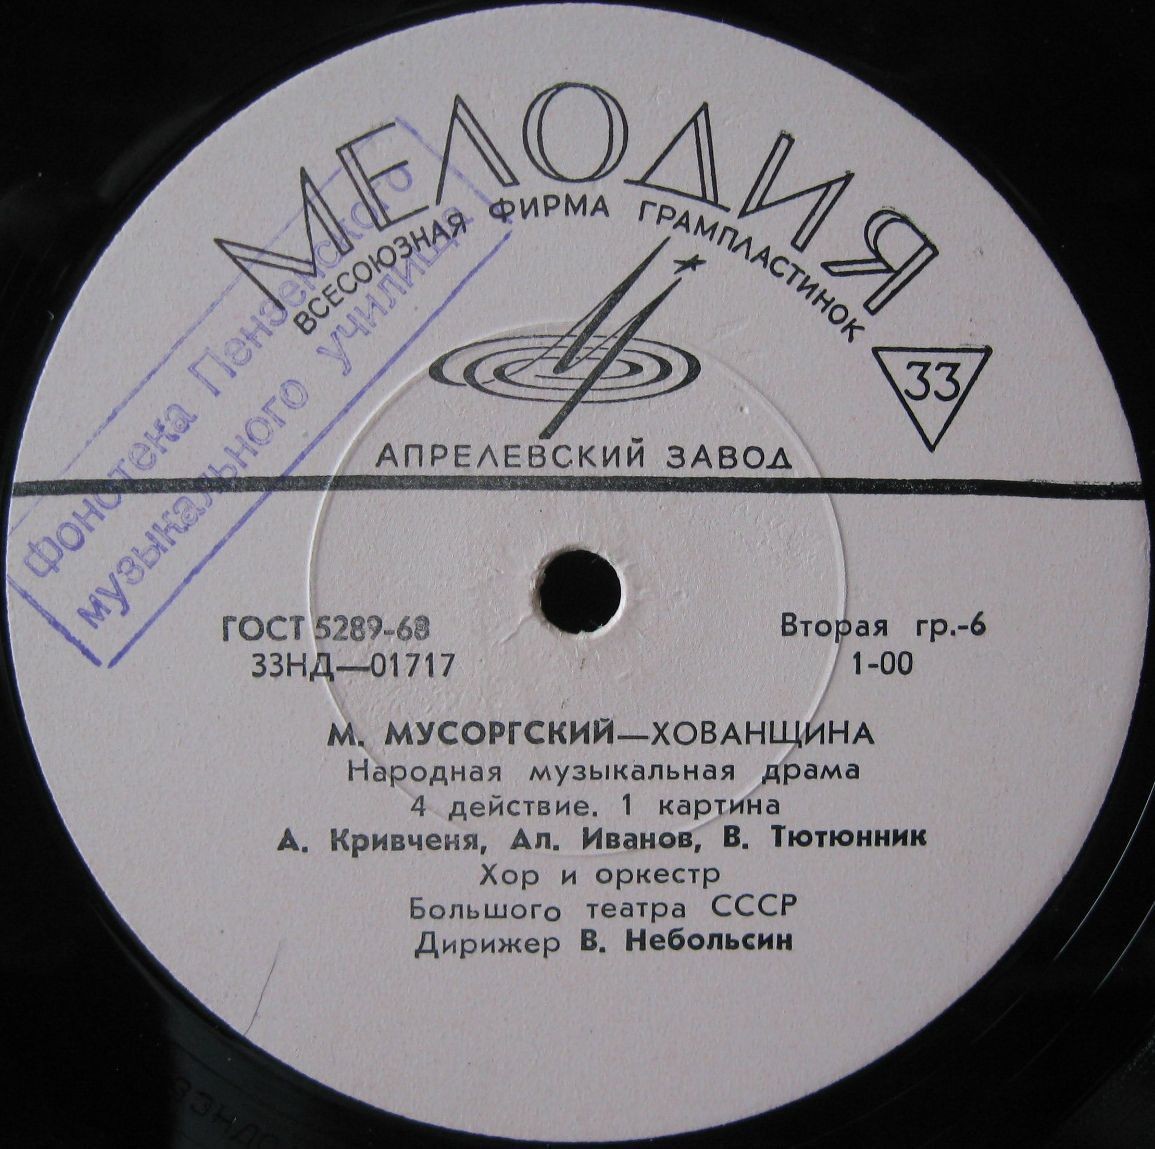 МЕЛОДИЯ
ВСЕСОЮЗНАЯ ФИРМА ГРАМПЛАСТИНОК
33
АПРЕЛЕВСКИЙ ЗАВОД
фонотека Пензенского
музыкального училища
ГОСТ 5289-68
Вторая гр.-6
33НД—01717
1-00
М. МУСОРГСКИЙ—ХОВАНЩИНА
Народная музыкальная драма
4 действие. 1 картина
А. Кривченя, Ал. Иванов, В. Тютюнник
Хор и оркестр
Большого театра СССР
Дирижер В. Небольсин